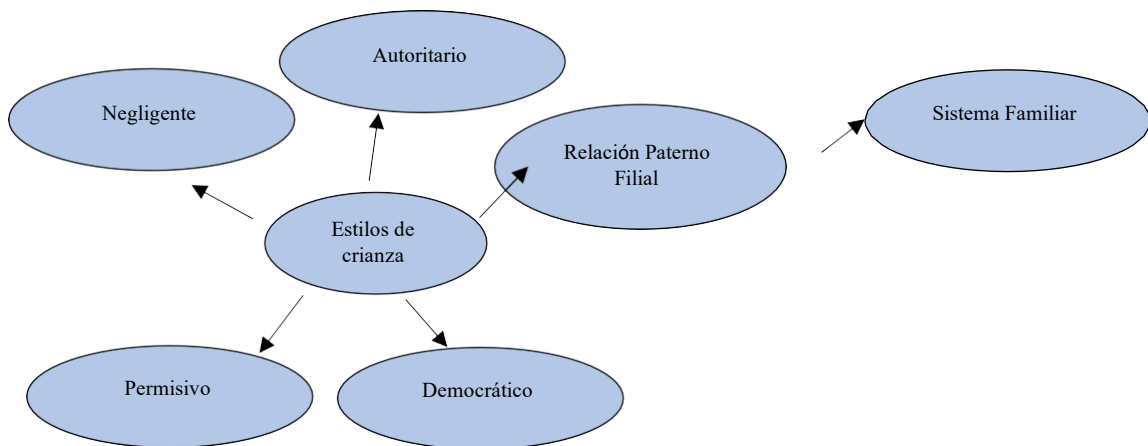 Autoritario
Negligente
Sistema Familiar
Relación Paterno
Filial
Estilos de
crianza
Permisivo
Democrático